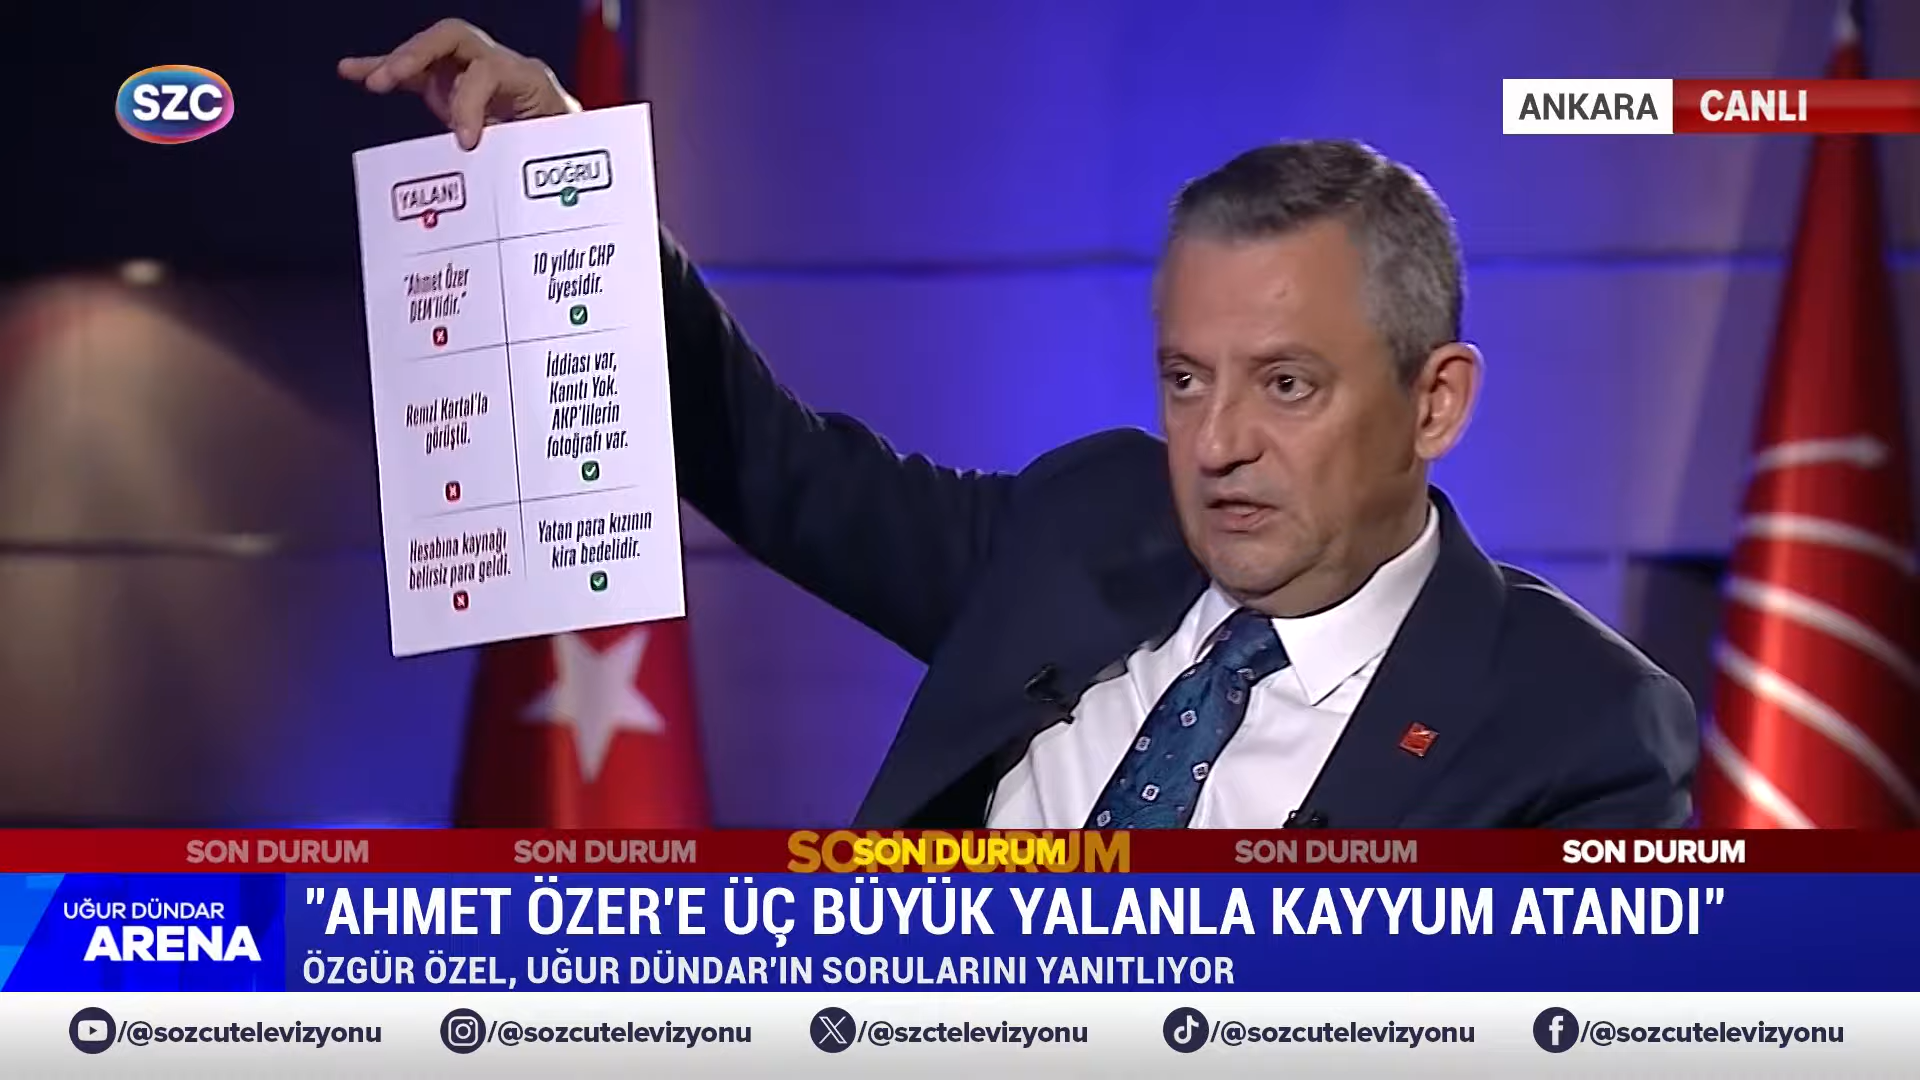 SZC
ANKARA
CANLI
YALAN!
DOĞRU
"Ahmet Özer
DEM'lidir."
10 yıldır CHP
üyesidir.
Remzi Kartal'la
görüştü.
İddiası var,
Kanıtı Yok.
AKP'lilerin
fotoğrafı var.
Hesabına kaynağı
belirsiz para geldi.
Yatan para kızının
kira bedelidir.
SON DURUM SON DURUM SON DURUM SON DURUM SON DURUM
UĞUR DÜNDAR
ARENA
"AHMET ÖZER'E ÜÇ BÜYÜK YALANLA KAYYUM ATANDI"
ÖZGÜR ÖZEL, UĞUR DÜNDAR'IN SORULARINI YANITLIYOR
/@sozcutelevizyonu /@sozcutelevizyonu /@szctelevizyonu /@sozcutelevizyonu /@sozcutelevizyonu